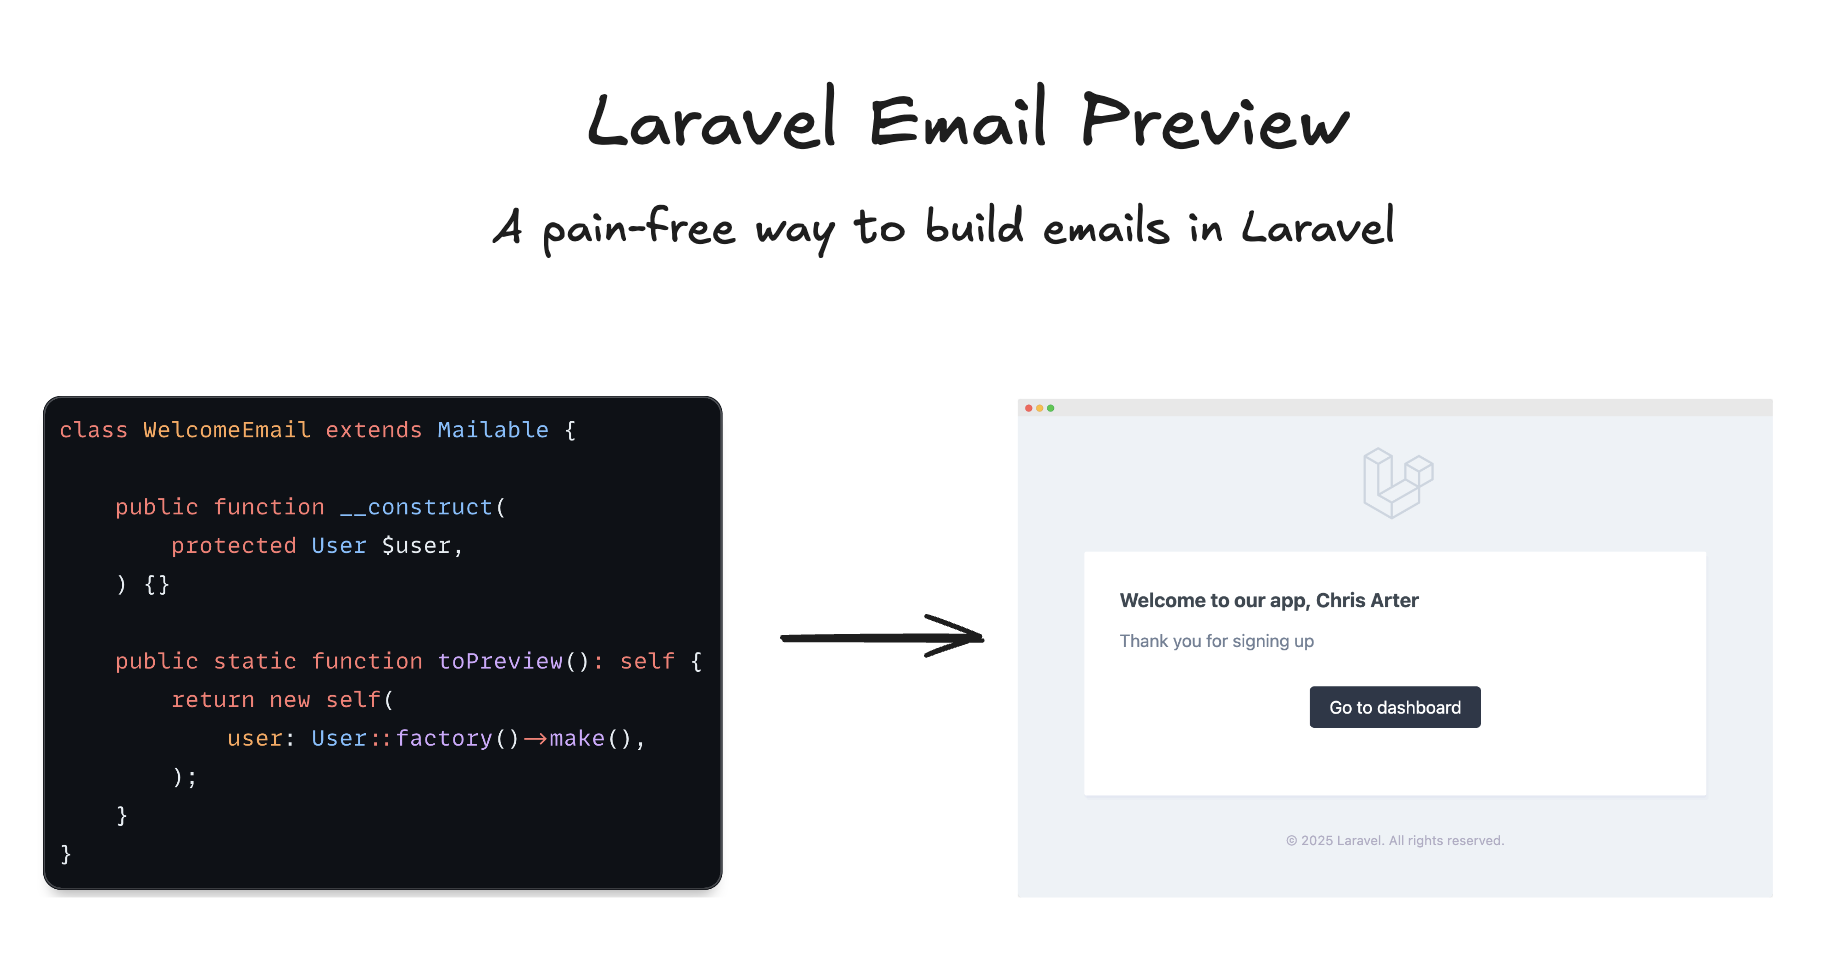 Laravel Email Preview
A pain-free way to build emails in Laravel
class WelcomeEmail extends Mailable {
    public function __construct(
        protected User $user,
    ) {}
    public static function toPreview(): self {
        return new self(
            user: User::factory()->make(),
        );
    }
}
Welcome to our app, Chris Arter
Thank you for signing up
Go to dashboard
© 2025 Laravel. All rights reserved.